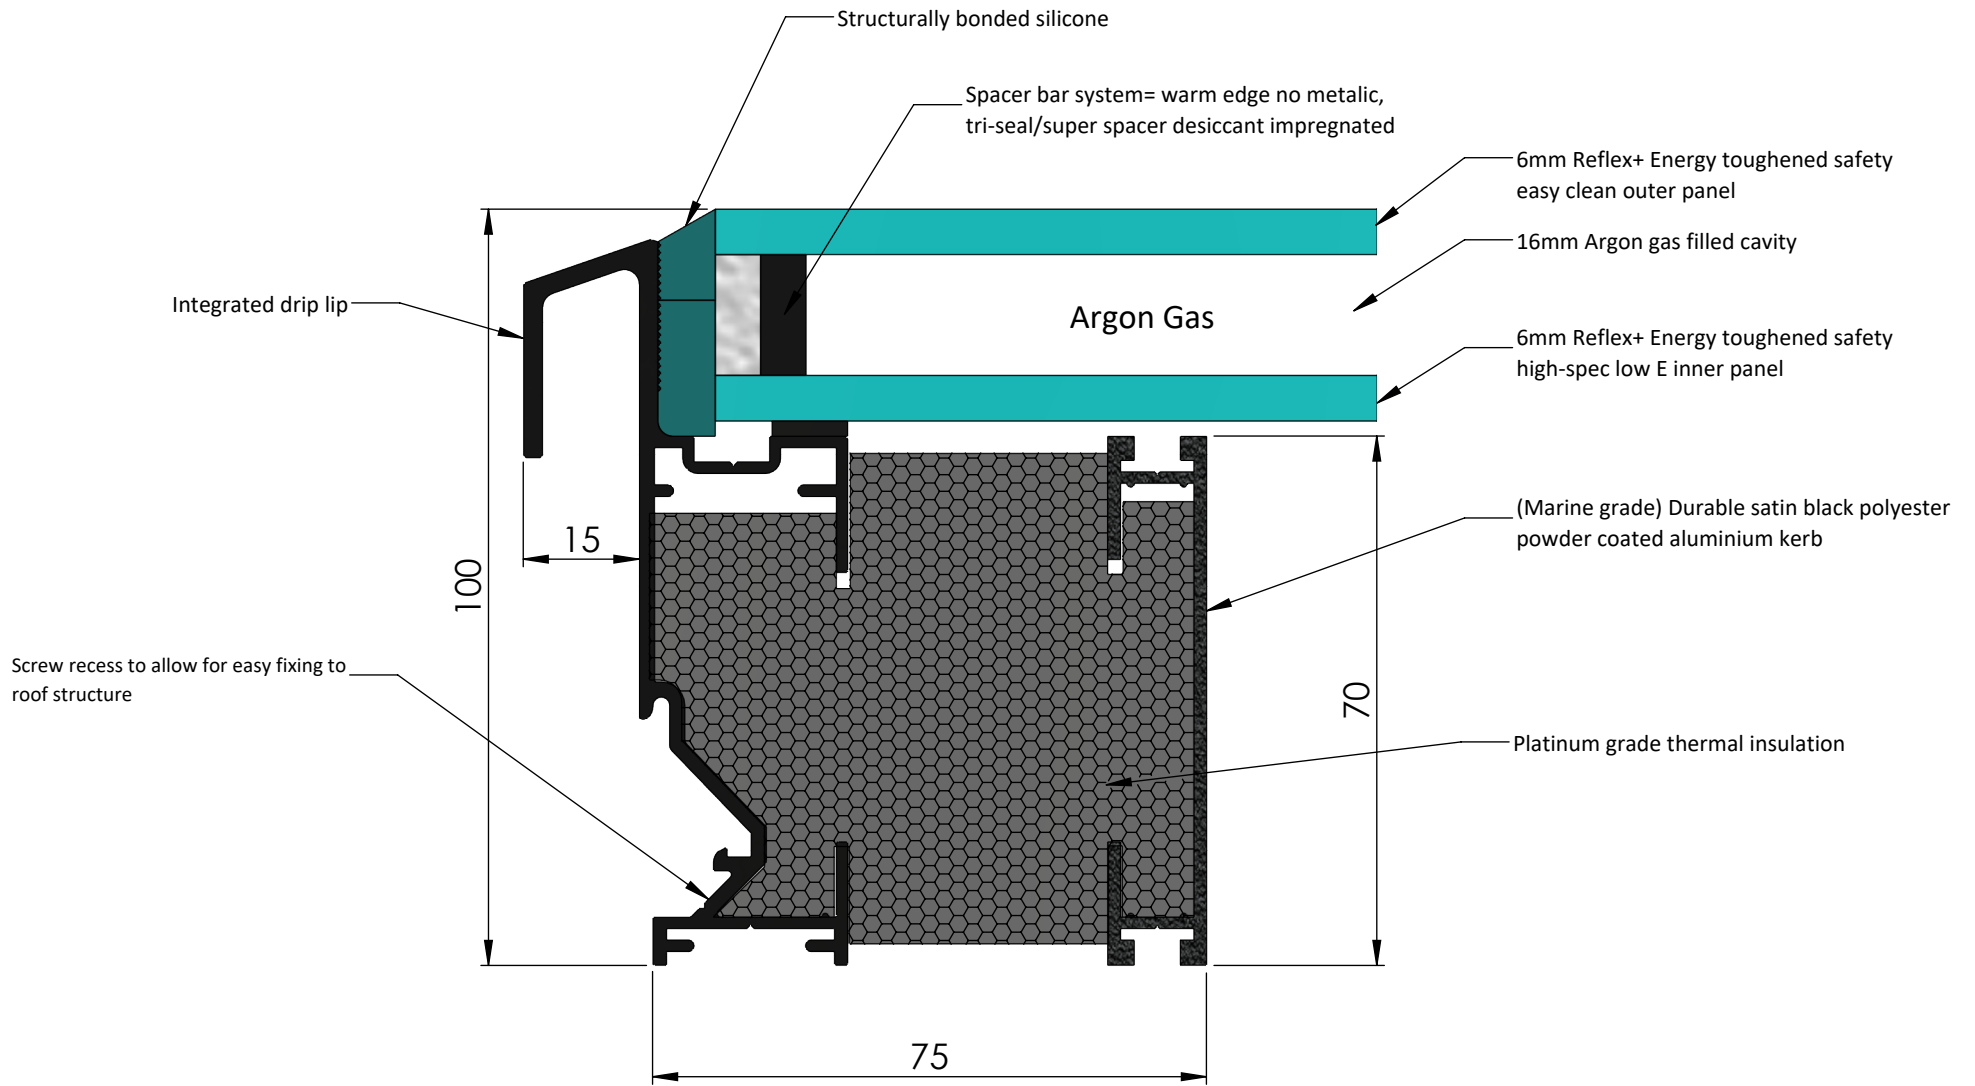 Structurally bonded silicone
Spacer bar system= warm edge no metalic,
tri-seal/super spacer desiccant impregnated
6mm Reflex+ Energy toughened safety
easy clean outer panel
16mm Argon gas filled cavity
Argon Gas
Integrated drip lip
6mm Reflex+ Energy toughened safety
high-spec low E inner panel
(Marine grade) Durable satin black polyester
powder coated aluminium kerb
15
100
Screw recess to allow for easy fixing to
roof structure
70
Platinum grade thermal insulation
75